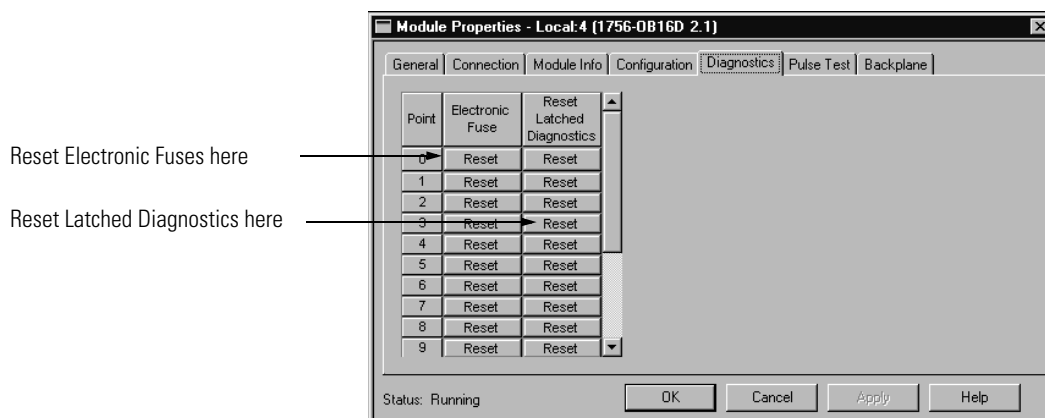 Module Properties - Local:4 (1756-OB16D 2.1)
General Connection Module Info Configuration Diagnostics Pulse Test Backplane
Point Electronic Fuse Reset Latched Diagnostics
Reset Electronic Fuses here
0 Reset Reset
1 Reset Reset
2 Reset Reset
Reset Latched Diagnostics here
3 Reset Reset
4 Reset Reset
5 Reset Reset
6 Reset Reset
7 Reset Reset
8 Reset Reset
9 Reset Reset
Status: Running OK Cancel Apply Help